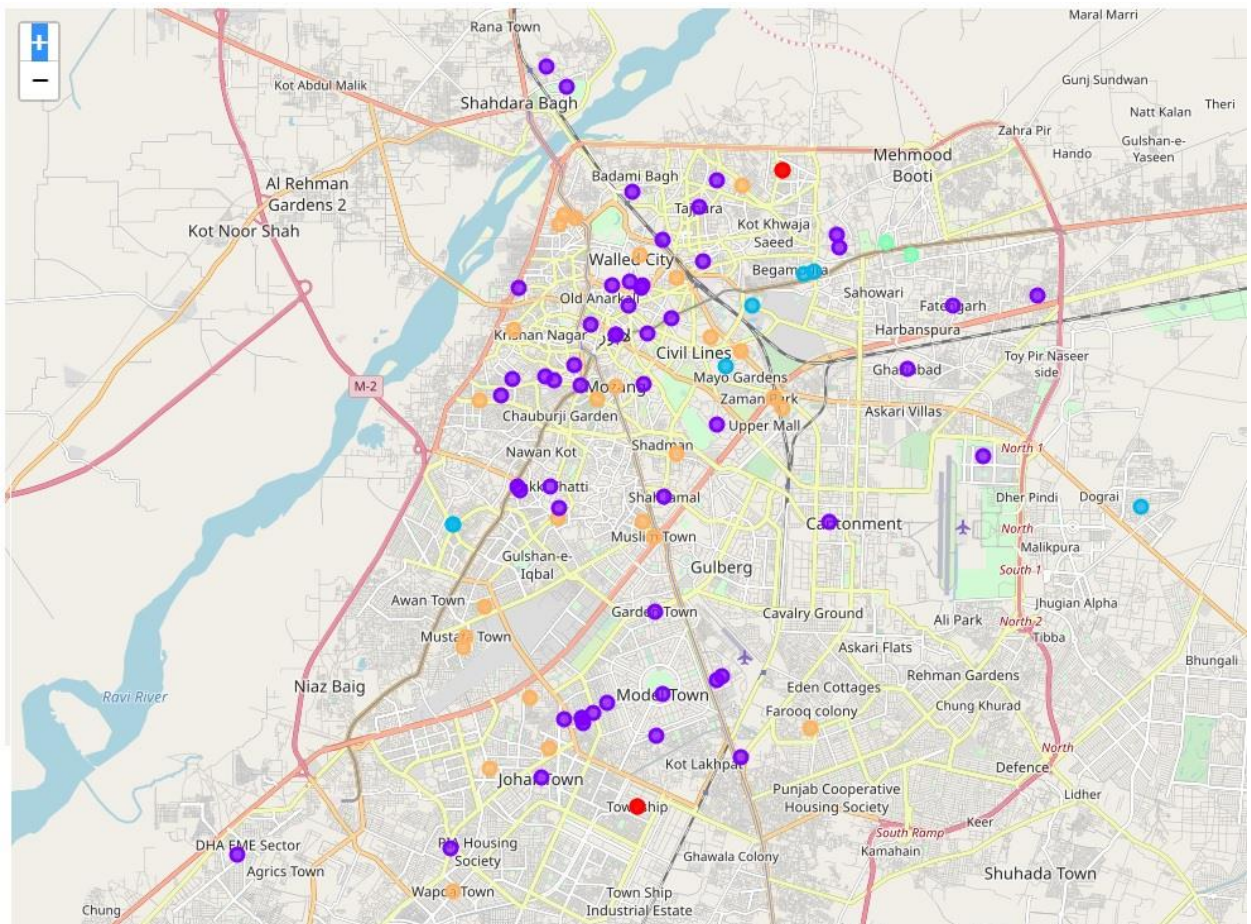 Maral Marri
Rana Town
+
−
Kot Abdul Malik
Gunj Sundwan
Shahdara Bagh
Natt Kalan
Theri
Zahra Pir
Gulshan-e-
Yaseen
Hando
Mehmood
Booti
Badami Bagh
Al Rehman
Gardens 2
Kot Khwaja
Saeed
Kot Noor Shah
Walled City
Sahowari
Harbanspura
Krishan Nagar
Civil Lines
Toy Pir Naseer
side
M-2
Mayo Gardens
Zaman Park
Askari Villas
Chauburji Garden
Upper Mall
Shadman
North 1
Nawan Kot
Dher Pindi
Dograi
Cantonment
North
Muslim Town
Malikpura
Gulshan-e-
Iqbal
Gulberg
South 1
Awan Town
Jhugian Alpha
Garden Town
Cavalry Ground
Ali Park
North 2
Tibba
Mustafa Town
Askari Flats
Bhungali
Rehman Gardens
Niaz Baig
Eden Cottages
Ravi River
Model Town
Chung Khurad
Farooq colony
North
Kot Lakhpat
Defence
Johar Town
Punjab Cooperative
Housing Society
Lidher
Township
Keer
South Ramp
DHA EME Sector
Housing
Society
Kamahain
Ghawala Colony
Agrics Town
Shuhada Town
Wapda Town
Town Ship
Industrial Estate
Chung